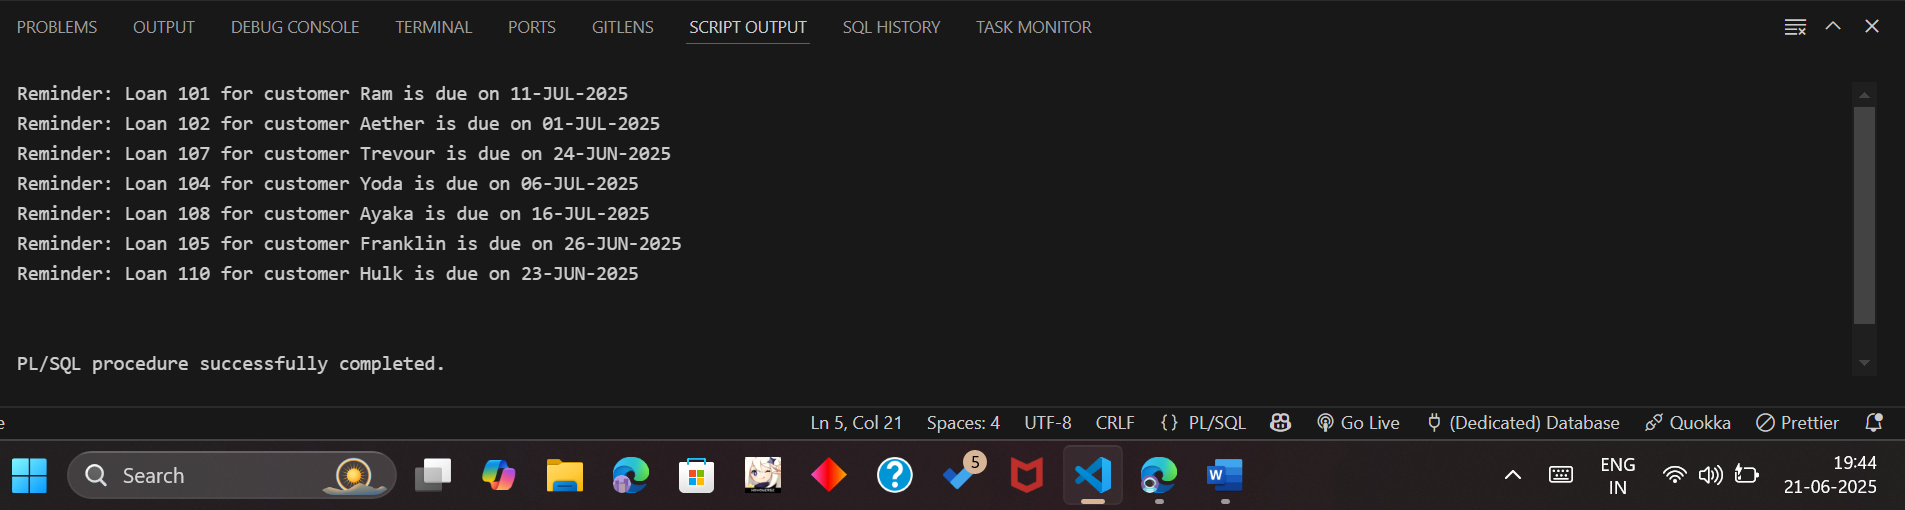 PROBLEMS OUTPUT DEBUG CONSOLE TERMINAL PORTS GITLENS SCRIPT OUTPUT SQL HISTORY TASK MONITOR
Reminder: Loan 101 for customer Ram is due on 11-JUL-2025
Reminder: Loan 102 for customer Aether is due on 01-JUL-2025
Reminder: Loan 107 for customer Trevour is due on 24-JUN-2025
Reminder: Loan 104 for customer Yoda is due on 06-JUL-2025
Reminder: Loan 108 for customer Ayaka is due on 16-JUL-2025
Reminder: Loan 105 for customer Franklin is due on 26-JUN-2025
Reminder: Loan 110 for customer Hulk is due on 23-JUN-2025
PL/SQL procedure successfully completed.
e Ln 5, Col 21 Spaces: 4 UTF-8 CRLF {} PL/SQL Go Live (Dedicated) Database Quokka Prettier
Search 5 W ENG 19:44
IN 21-06-2025